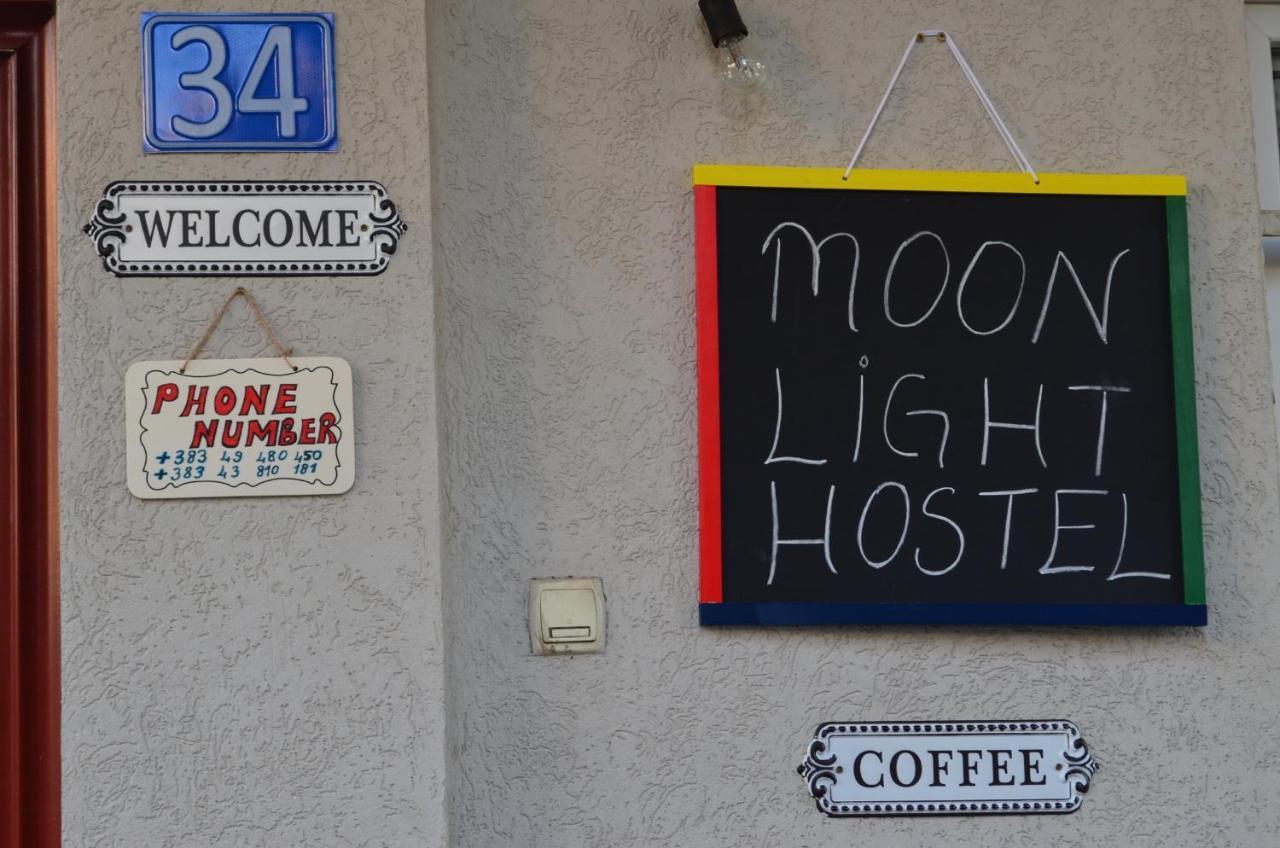 34
WELCOME
PHONE
NUMBER
+383 49 480 450
+383 43 810 181
MOON
LiGHT
HOSTEL
COFFEE